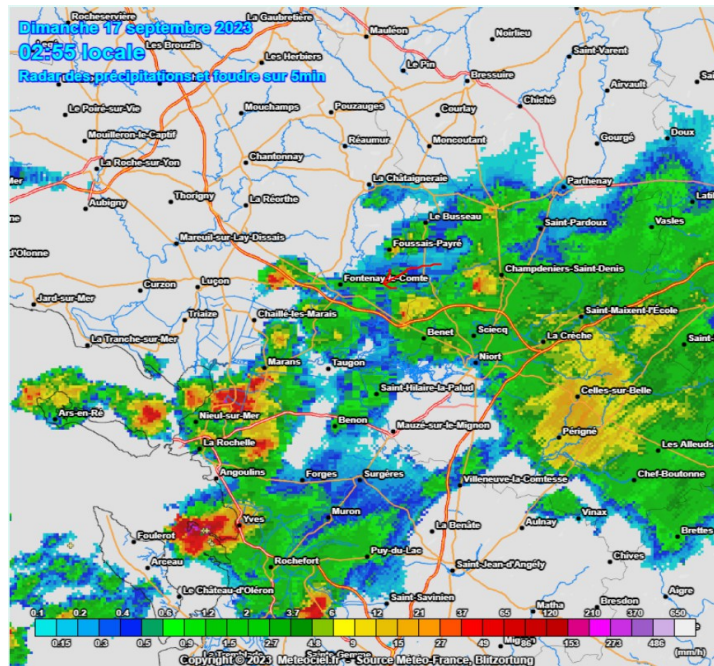 Rocheservière
La Gaubretière
Mauléon
Noirlieu
Dimanche 17 septembre 2023
Les Brouzils
02:55 locale
Les Herbiers
Le Pin
Saint-Varent
Radar des précipitations et foudre sur 5min
Bressuire
Airvault
Le Poiré-sur-Vie
Mouchamps
Pouzauges
Courlay
Chiché
Mouilleron-le-Captif
Réaumur
Moncoutant
Gourgé
Doux
La Roche-sur-Yon
Chantonnay
La Châtaigneraie
Parthenay
Aubigny
Thorigny
La Réorthe
Le Busseau
Saint-Pardoux
Vasles
Mareuil-sur-Lay-Dissais
Foussais-Payré
d'Olonne
Fontenay-le-Comte
Champdeniers-Saint-Denis
Jard-sur-Mer
Curzon
Luçon
Triaize
Chaillé-les-Marais
Saint-Maixent-l'École
La Tranche-sur-Mer
Benet
Sciecq
La Crèche
Marans
Taugon
Niort
Ars-en-Ré
Saint-Hilaire-la-Palud
Celles-sur-Belle
Nieul-sur-Mer
Benon
Mauzé-sur-le-Mignon
Périgné
La Rochelle
Les Alleuds
Angoulins
Forges
Surgères
Villeneuve-la-Comtesse
Chef-Boutonne
Yves
Muron
La Benâte
Aulnay
Vinax
Foulerot
Brettes
Arceau
Rochefort
Puy-du-Lac
Saint-Jean-d'Angély
Chives
Le Château-d'Oléron
Saint-Savinien
Matha
Bresdon
Aigre
0.1 0.2 0.4 0.6 1.2 2 3.7 6.3 12 21 37 65 120 210 370 650
0.15 0.3 0.5 0.9 1.5 2.7 4.8 9 15 27 49 86 153 273 486 (mm/h)
Copyright © 2023 Meteociel.fr - Source Meteo-France, Blitzortung